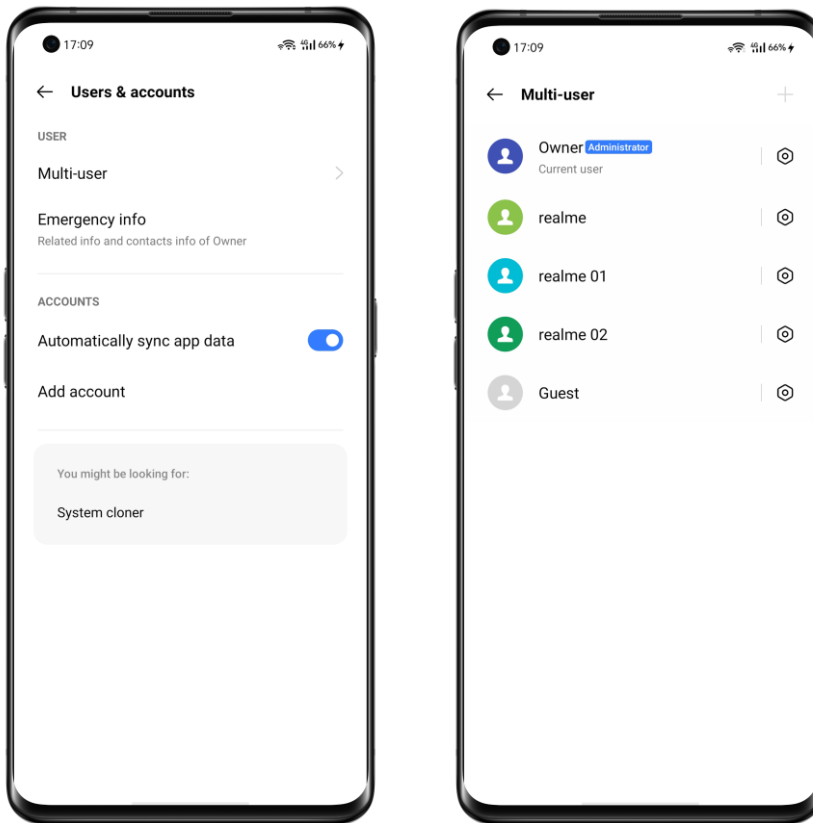 17:09
4G 66%
Users & accounts
USER
Multi-user
Emergency info
Related info and contacts info of Owner
ACCOUNTS
Automatically sync app data
Add account
You might be looking for:
System cloner
17:09
4G 66%
Multi-user
Owner Administrator
Current user
realme
realme 01
realme 02
Guest